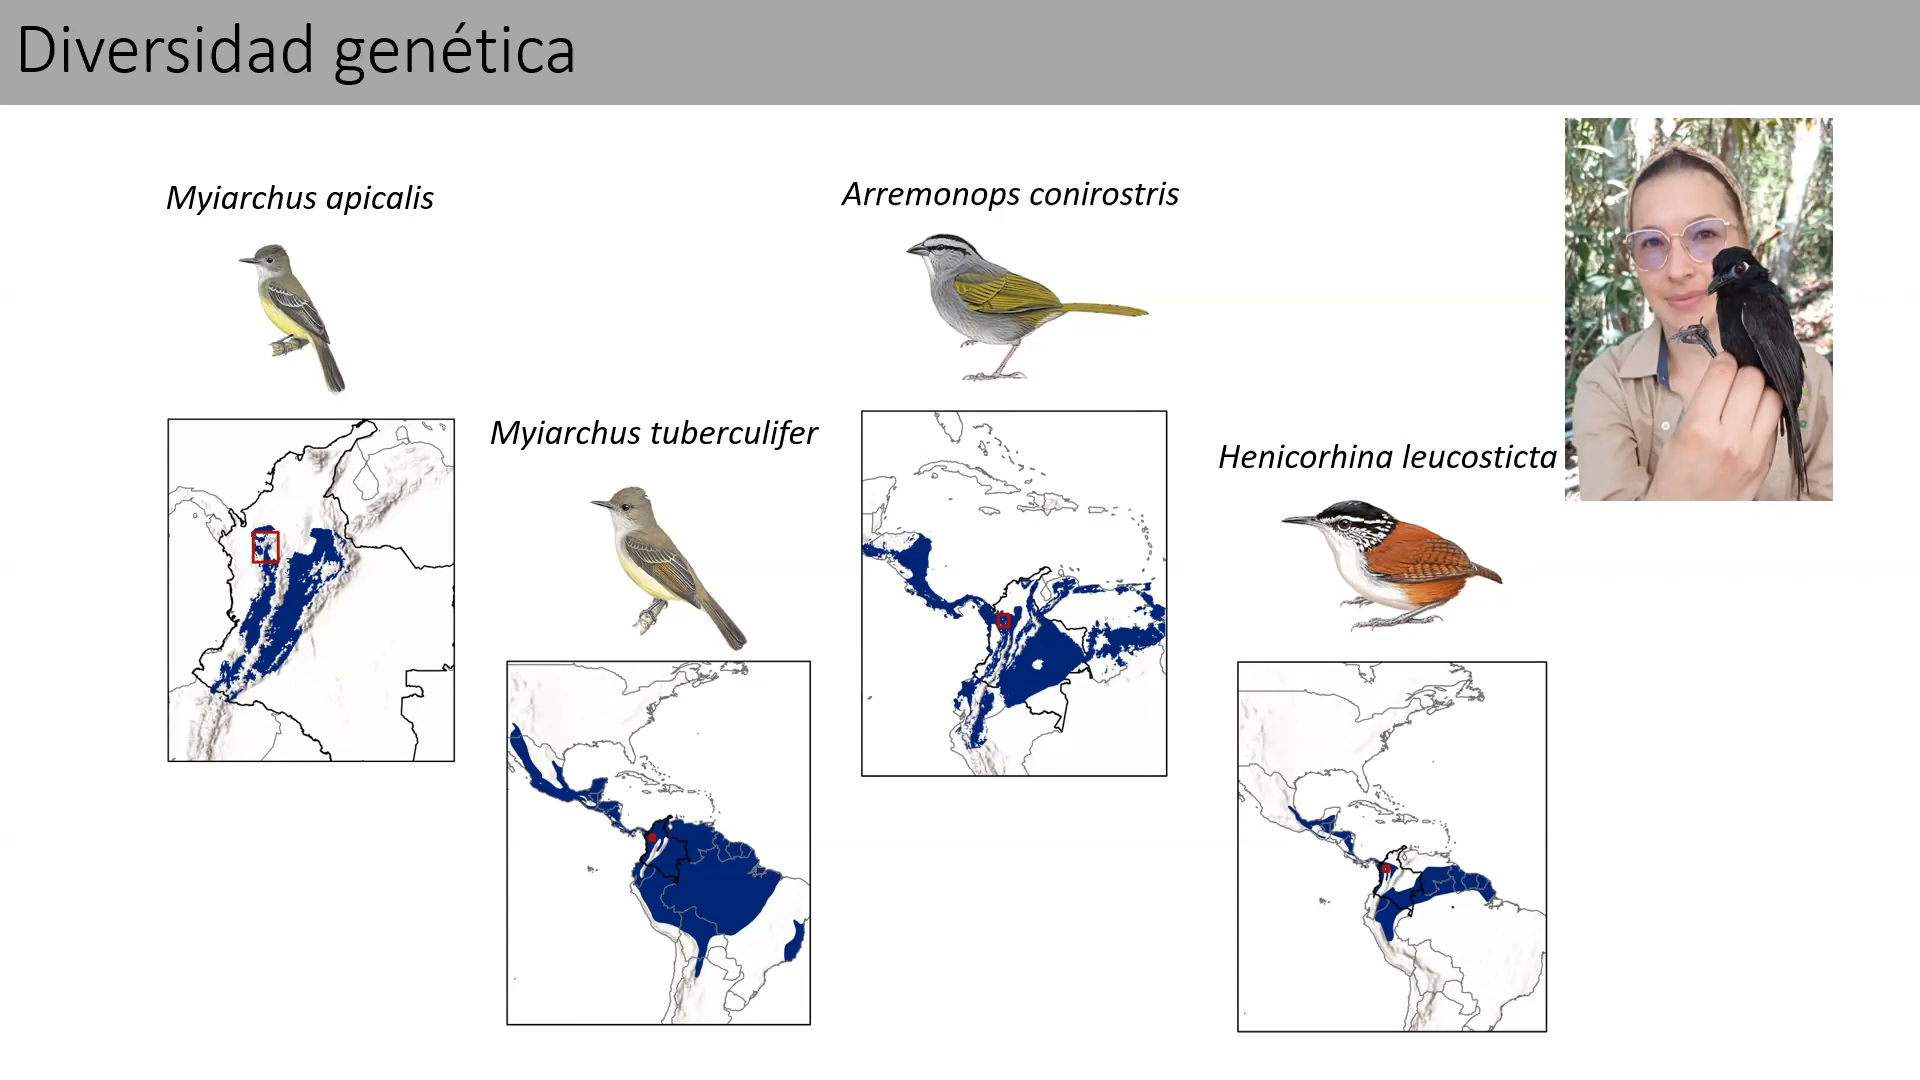 Diversidad genética
Myiarchus apicalis
Arremonops conirostris
Myiarchus tuberculifer
Henicorhina leucosticta